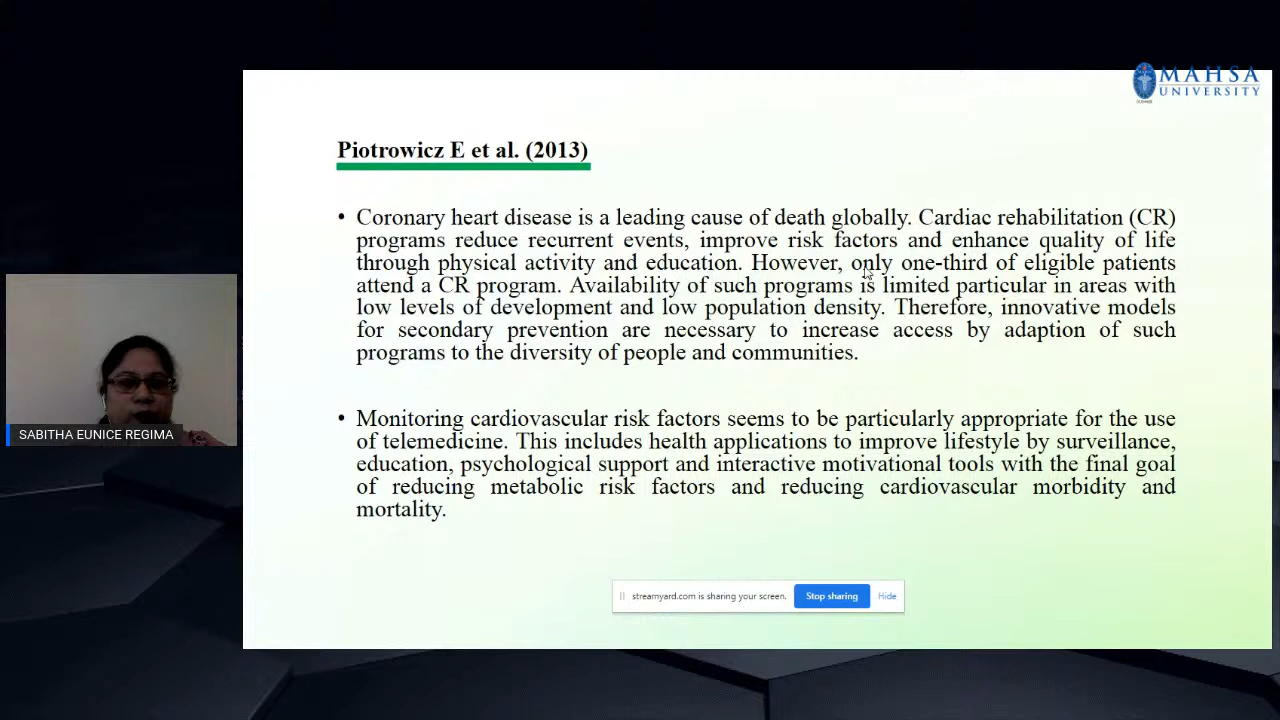 MAHSA
UNIVERSITY
Piotrowicz E et al. (2013)
• Coronary heart disease is a leading cause of death globally. Cardiac rehabilitation (CR)
programs reduce recurrent events, improve risk factors and enhance quality of life
through physical activity and education. However, only one-third of eligible patients
attend a CR program. Availability of such programs is limited particular in areas with
low levels of development and low population density. Therefore, innovative models
for secondary prevention are necessary to increase access by adaption of such
programs to the diversity of people and communities.
• Monitoring cardiovascular risk factors seems to be particularly appropriate for the use
of telemedicine. This includes health applications to improve lifestyle by surveillance,
education, psychological support and interactive motivational tools with the final goal
of reducing metabolic risk factors and reducing cardiovascular morbidity and
mortality.
SABITHA EUNICE REGIMA
streamyard.com is sharing your screen.
Stop sharing
Hide